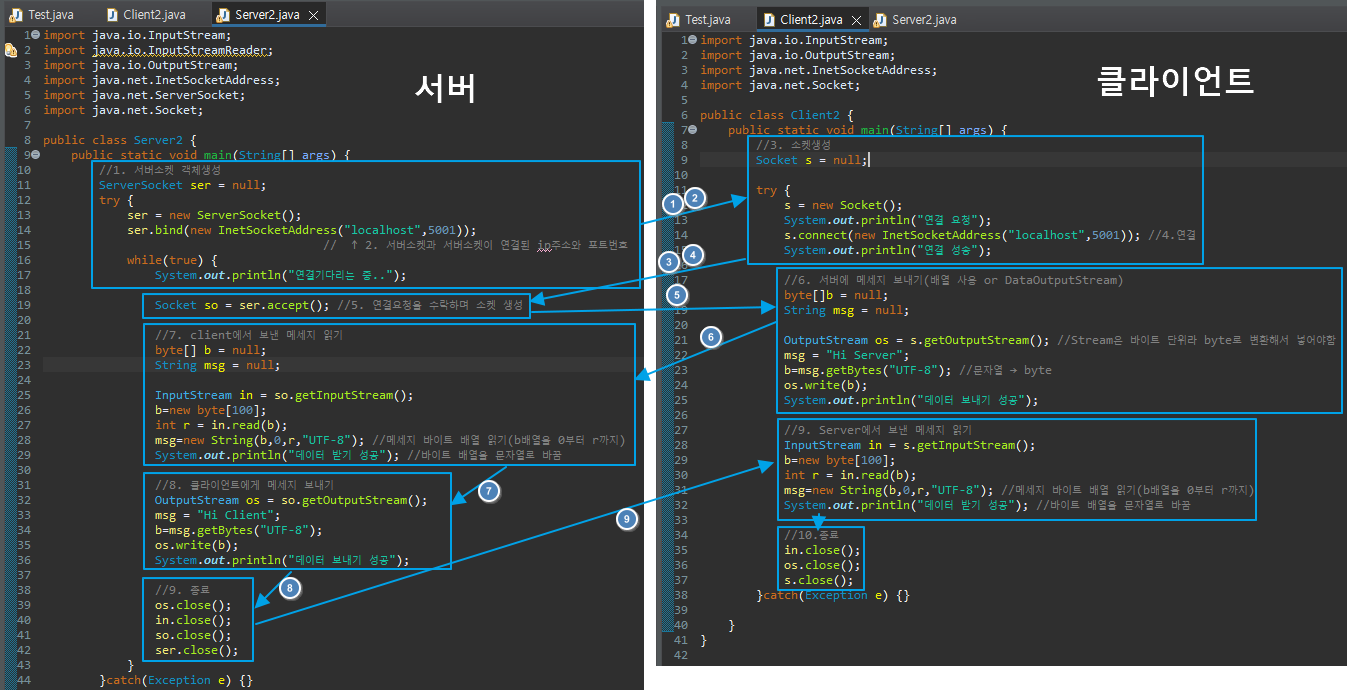 Test.java Client2.java Server2.java
서버
1 import java.io.InputStream;
2 import java.io.InputStreamReader;
3 import java.io.OutputStream;
4 import java.net.InetSocketAddress;
5 import java.net.ServerSocket;
6 import java.net.Socket;
7
8 public class Server2 {
9 public static void main(String[] args) {
10 //1. 서버소켓 객체생성
11 ServerSocket ser = null;
12 try {
13 ser = new ServerSocket();
14 ser.bind(new InetSocketAddress("localhost",5001));
15 // ↑ 2. 서버소켓과 서버소켓이 연결된 ip주소와 포트번호
16 while(true) {
17 System.out.println("연결기다리는 중..");
18
19 Socket so = ser.accept(); //5. 연결요청을 수락하며 소켓 생성
20
21 //7. client에서 보낸 메세지 읽기
22 byte[] b = null;
23 String msg = null;
24
25 InputStream in = so.getInputStream();
26 b=new byte[100];
27 int r = in.read(b);
28 msg=new String(b,0,r,"UTF-8"); //메세지 바이트 배열 읽기(b배열을 0부터 r까지)
29 System.out.println("데이터 받기 성공"); //바이트 배열을 문자열로 바꿈
30
31 //8. 클라이언트에게 메세지 보내기
32 OutputStream os = so.getOutputStream();
33 msg = "Hi Client";
34 b=msg.getBytes("UTF-8");
35 os.write(b);
36 System.out.println("데이터 보내기 성공");
37
38 //9. 종료
39 os.close();
40 in.close();
41 so.close();
42 ser.close();
43 }
44 }catch(Exception e) {}
Test.java Client2.java Server2.java
클라이언트
1 import java.io.InputStream;
2 import java.io.OutputStream;
3 import java.net.InetSocketAddress;
4 import java.net.Socket;
5
6 public class Client2 {
7 public static void main(String[] args) {
8 //3. 소켓생성
9 Socket s = null;
10
11 try {
s = new Socket();
13 System.out.println("연결 요청");
14 s.connect(new InetSocketAddress("localhost",5001)); //4.연결
System.out.println("연결 성숭");
17 //6. 서버에 메세지 보내기(배열 사용 or DataOutputStream)
byte[]b = null;
19 String msg = null;
20
21 OutputStream os = s.getOutputStream(); //Stream은 바이트 단위라 byte로 변환해서 넣어야함
22 msg = "Hi Server";
23 b=msg.getBytes("UTF-8"); //문자열 → byte
24 os.write(b);
25 System.out.println("데이터 보내기 성공");
26
27 //9. Server에서 보낸 메세지 읽기
28 InputStream in = s.getInputStream();
29 b=new byte[100];
30 int r = in.read(b);
31 msg=new String(b,0,r,"UTF-8"); //메세지 바이트 배열 읽기(b배열을 0부터 r까지)
32 System.out.println("데이터 받기 성공"); //바이트 배열을 문자열로 바꿈
33
34 //10.종료
35 in.close();
36 os.close();
37 s.close();
38 }catch(Exception e) {}
39
40 }
41 }
42
1 2
3 4
5
6
7
8
9